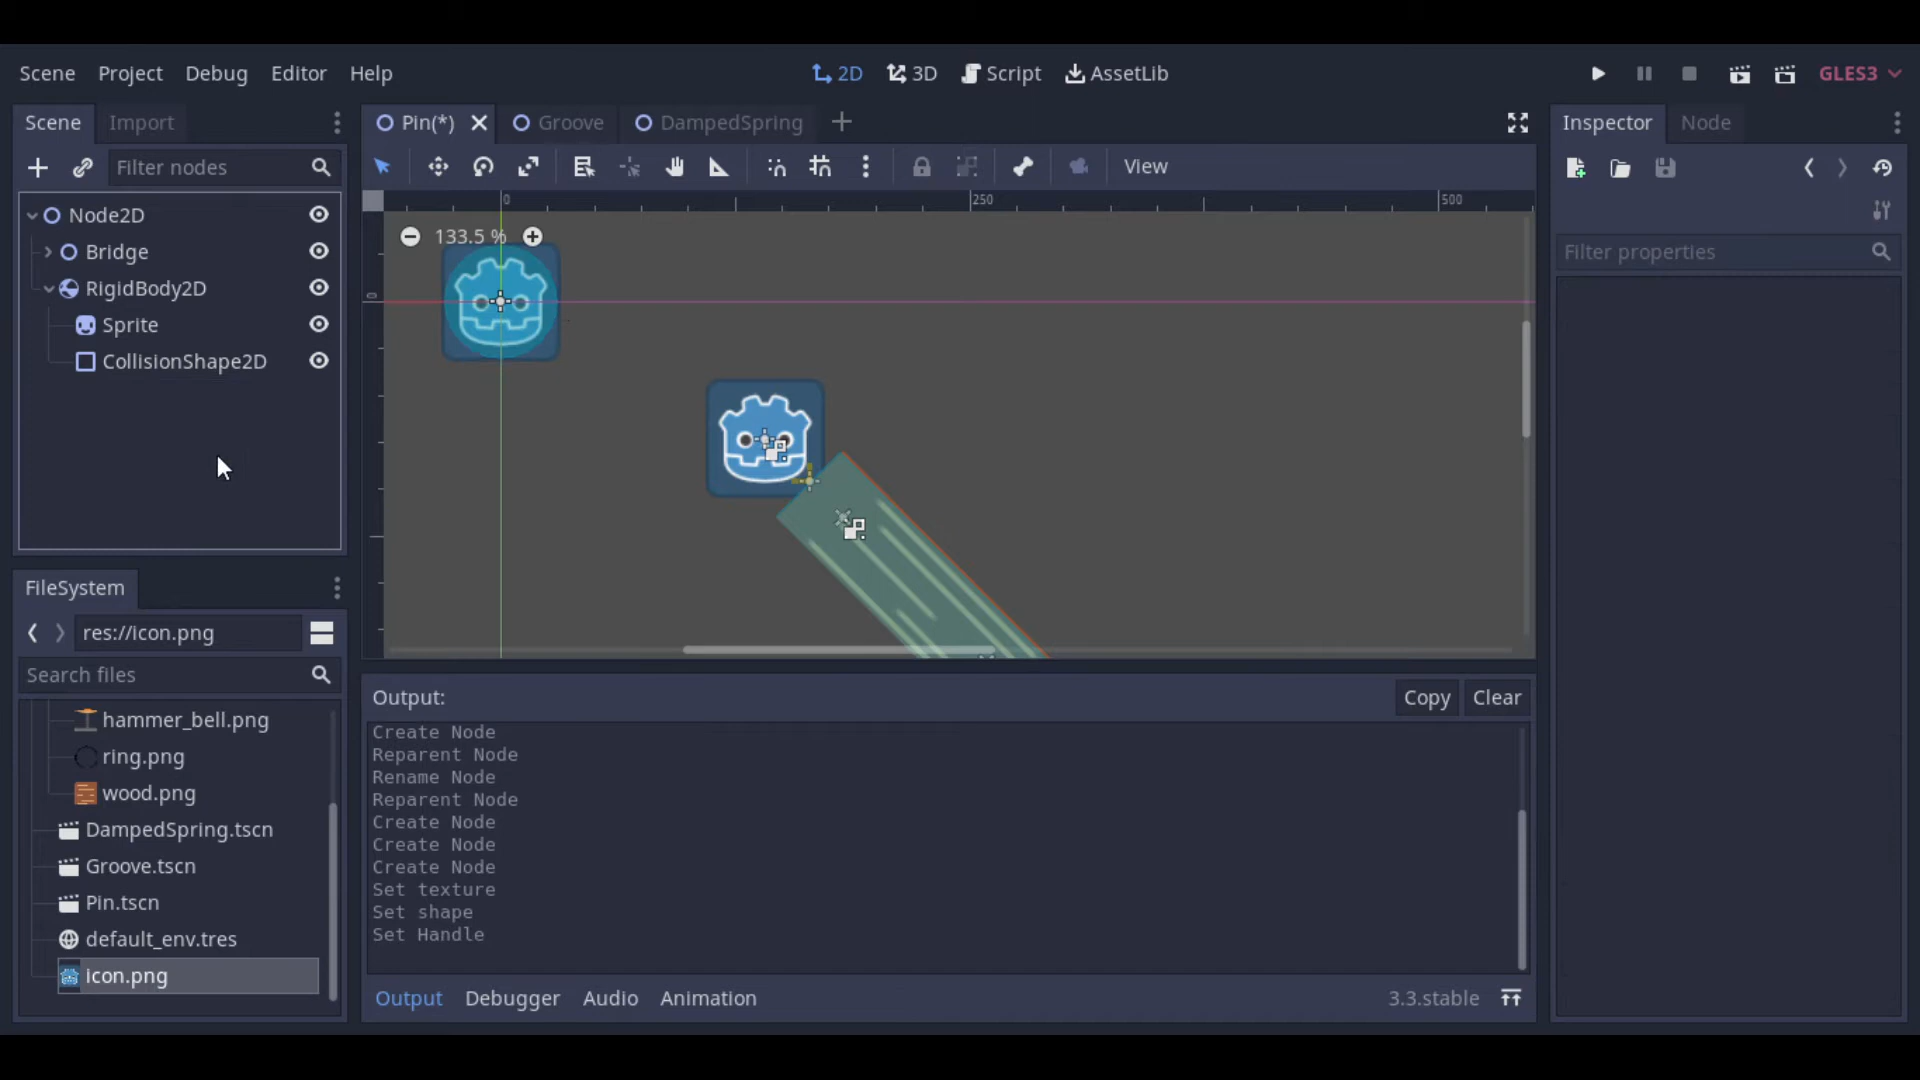 Scene Project Debug Editor Help 2D 3D Script AssetLib GLES3
Scene Import Pin(*) Groove DampedSpring Inspector Node
Filter nodes View
0 250 500
Node2D
133.5 %
Bridge Filter properties
RigidBody2D 0
Sprite
CollisionShape2D
FileSystem
res://icon.png
Search files
Output: Copy Clear
hammer_bell.png
ring.png
wood.png
DampedSpring.tscn
Groove.tscn
Pin.tscn
default_env.tres
icon.png
Create Node
Reparent Node
Rename Node
Reparent Node
Create Node
Create Node
Create Node
Set texture
Set shape
Set Handle
Output Debugger Audio Animation 3.3.stable